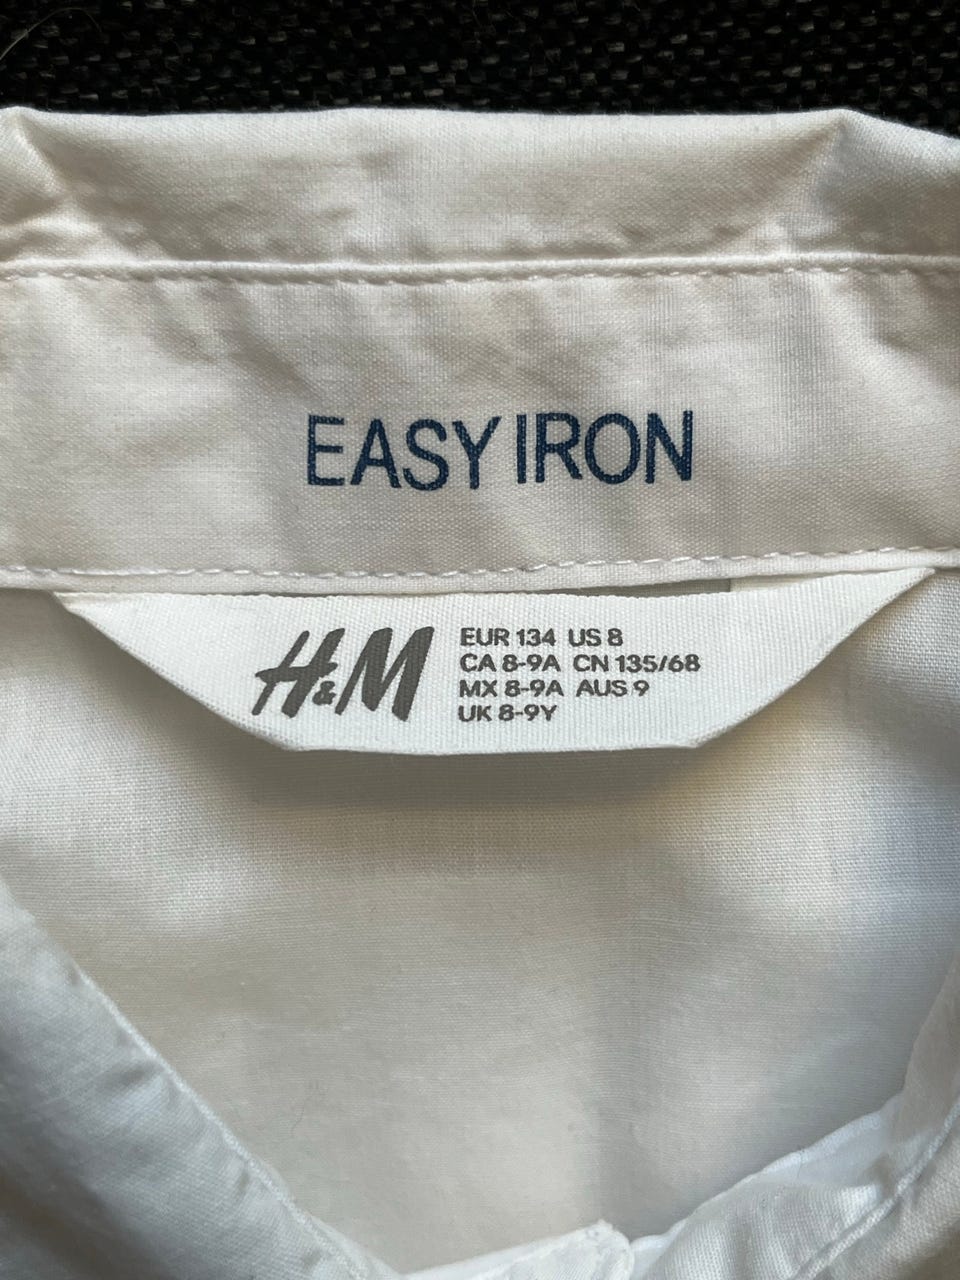 EASY IRON
H&M
EUR 134 US 8
CA 8-9A CN 135/68
MX 8-9A AUS 9
UK 8-9Y